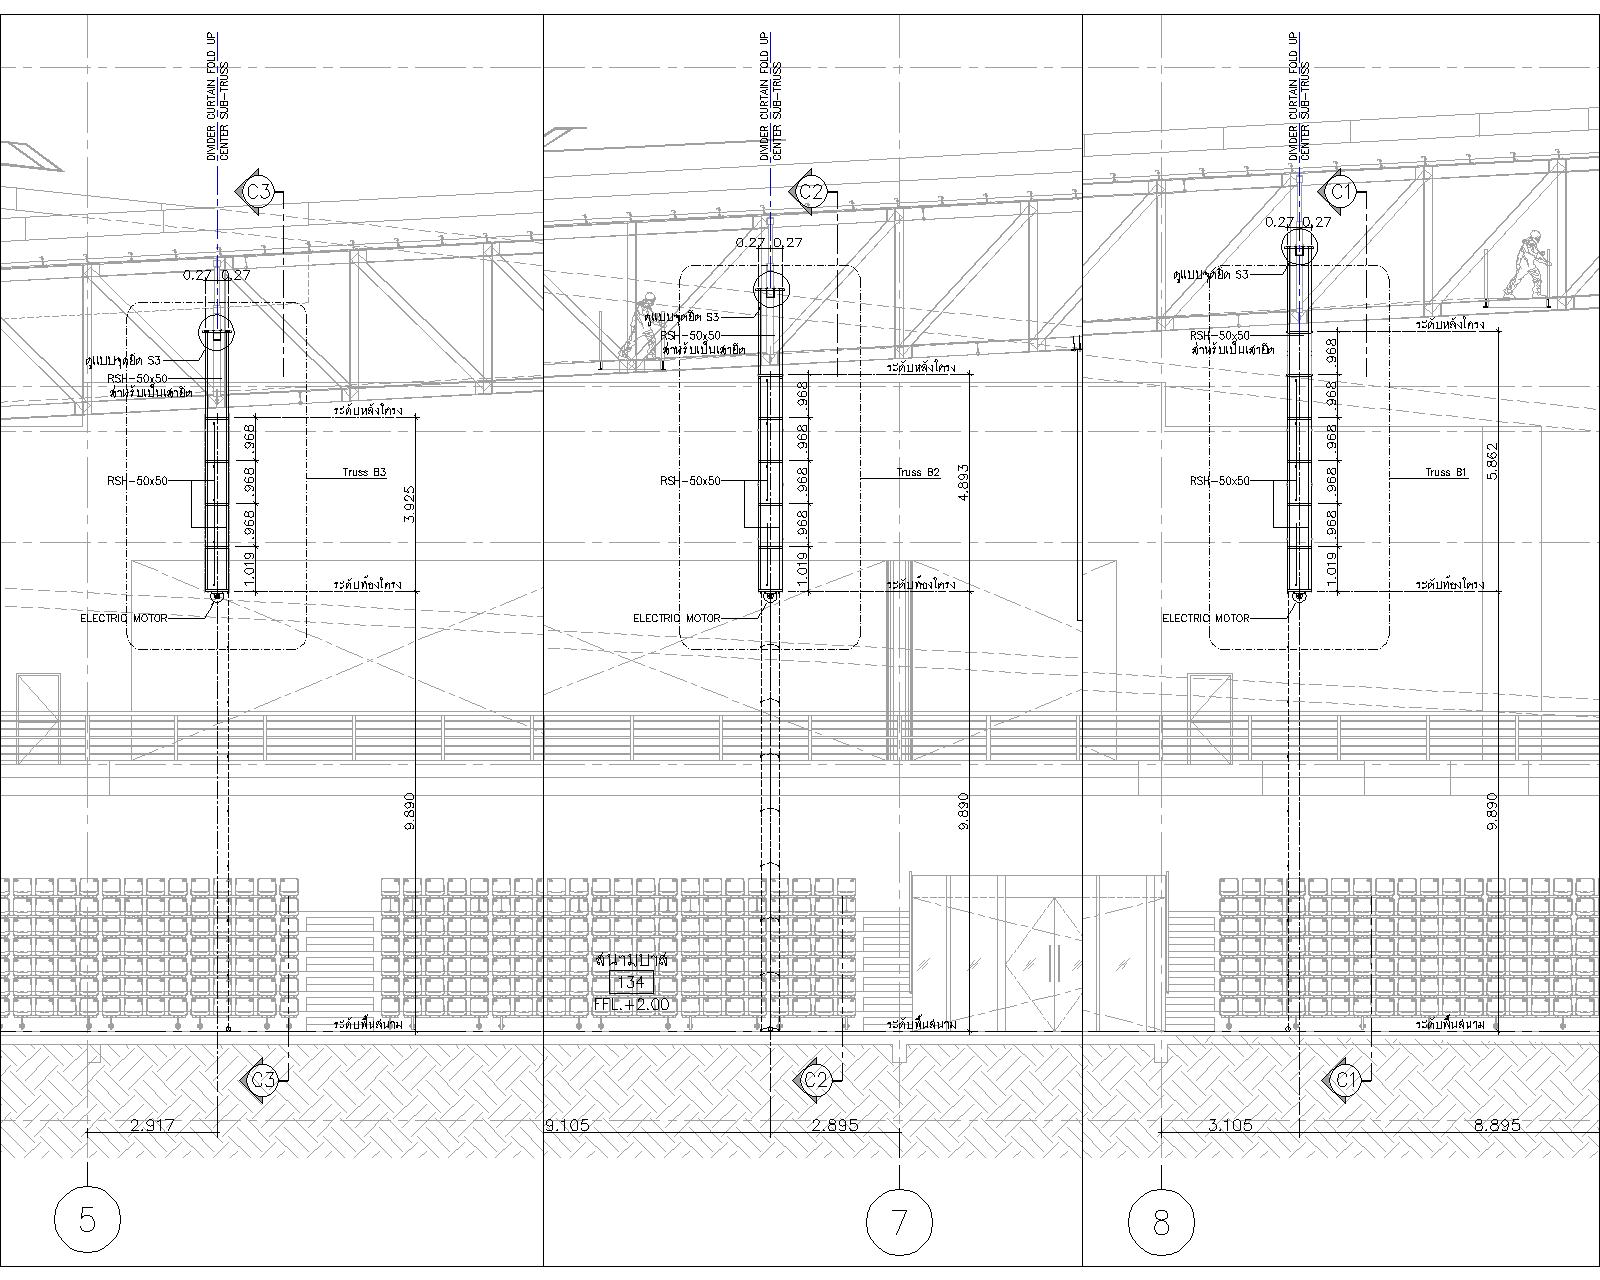 DIVIDER CURTAIN FOLD UP
CENTER SUB-TRUSS
C3
0.27 0.27
ดูแบบจุดยึด S3
RSH-50x50
สำหรับเป็นเสายึด
ระดับหลังโครง
.968
.968
.968
1.019
3.925
RSH-50x50
Truss B3
ระดับท้องโครง
ELECTRIC MOTOR
9.890
ระดับพื้นสนาม
C3
2.917
5
DIVIDER CURTAIN FOLD UP
CENTER SUB-TRUSS
C2
0.27 0.27
ดูแบบจุดยึด S3
RSH-50x50
สำหรับเป็นเสายึด
ระดับหลังโครง
.968
.968
.968
.968
1.019
4.893
RSH-50x50
Truss B2
ระดับท้องโครง
ELECTRIC MOTOR
9.890
สนามบาส
134
FFL.+2.00
ระดับพื้นสนาม
C2
9.105
2.895
7
DIVIDER CURTAIN FOLD UP
CENTER SUB-TRUSS
C1
0.27 0.27
ดูแบบจุดยึด S3
RSH-50x50
สำหรับเป็นเสายึด
ระดับหลังโครง
.968
.968
.968
.968
.968
1.019
5.862
RSH-50x50
Truss B1
ระดับท้องโครง
ELECTRIC MOTOR
9.890
ระดับพื้นสนาม
C1
3.105
8.895
8